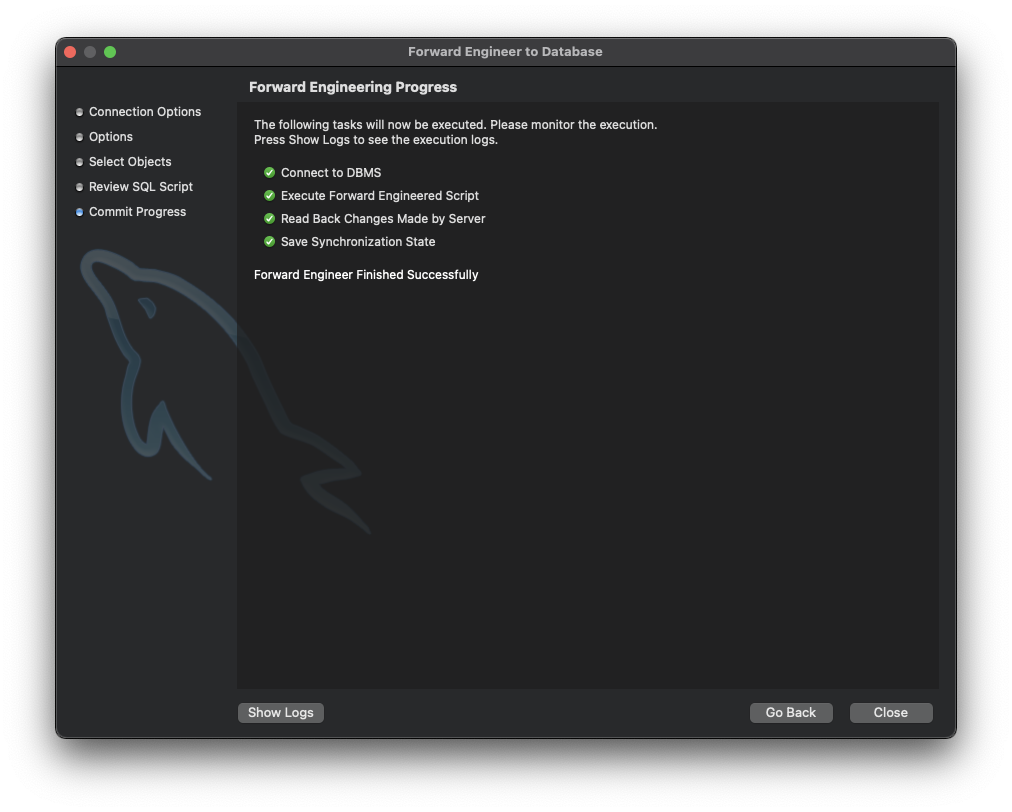 Forward Engineer to Database
Forward Engineering Progress
Connection Options
Options
Select Objects
Review SQL Script
Commit Progress
The following tasks will now be executed. Please monitor the execution.
Press Show Logs to see the execution logs.
Connect to DBMS
Execute Forward Engineered Script
Read Back Changes Made by Server
Save Synchronization State
Forward Engineer Finished Successfully
Show Logs
Go Back
Close